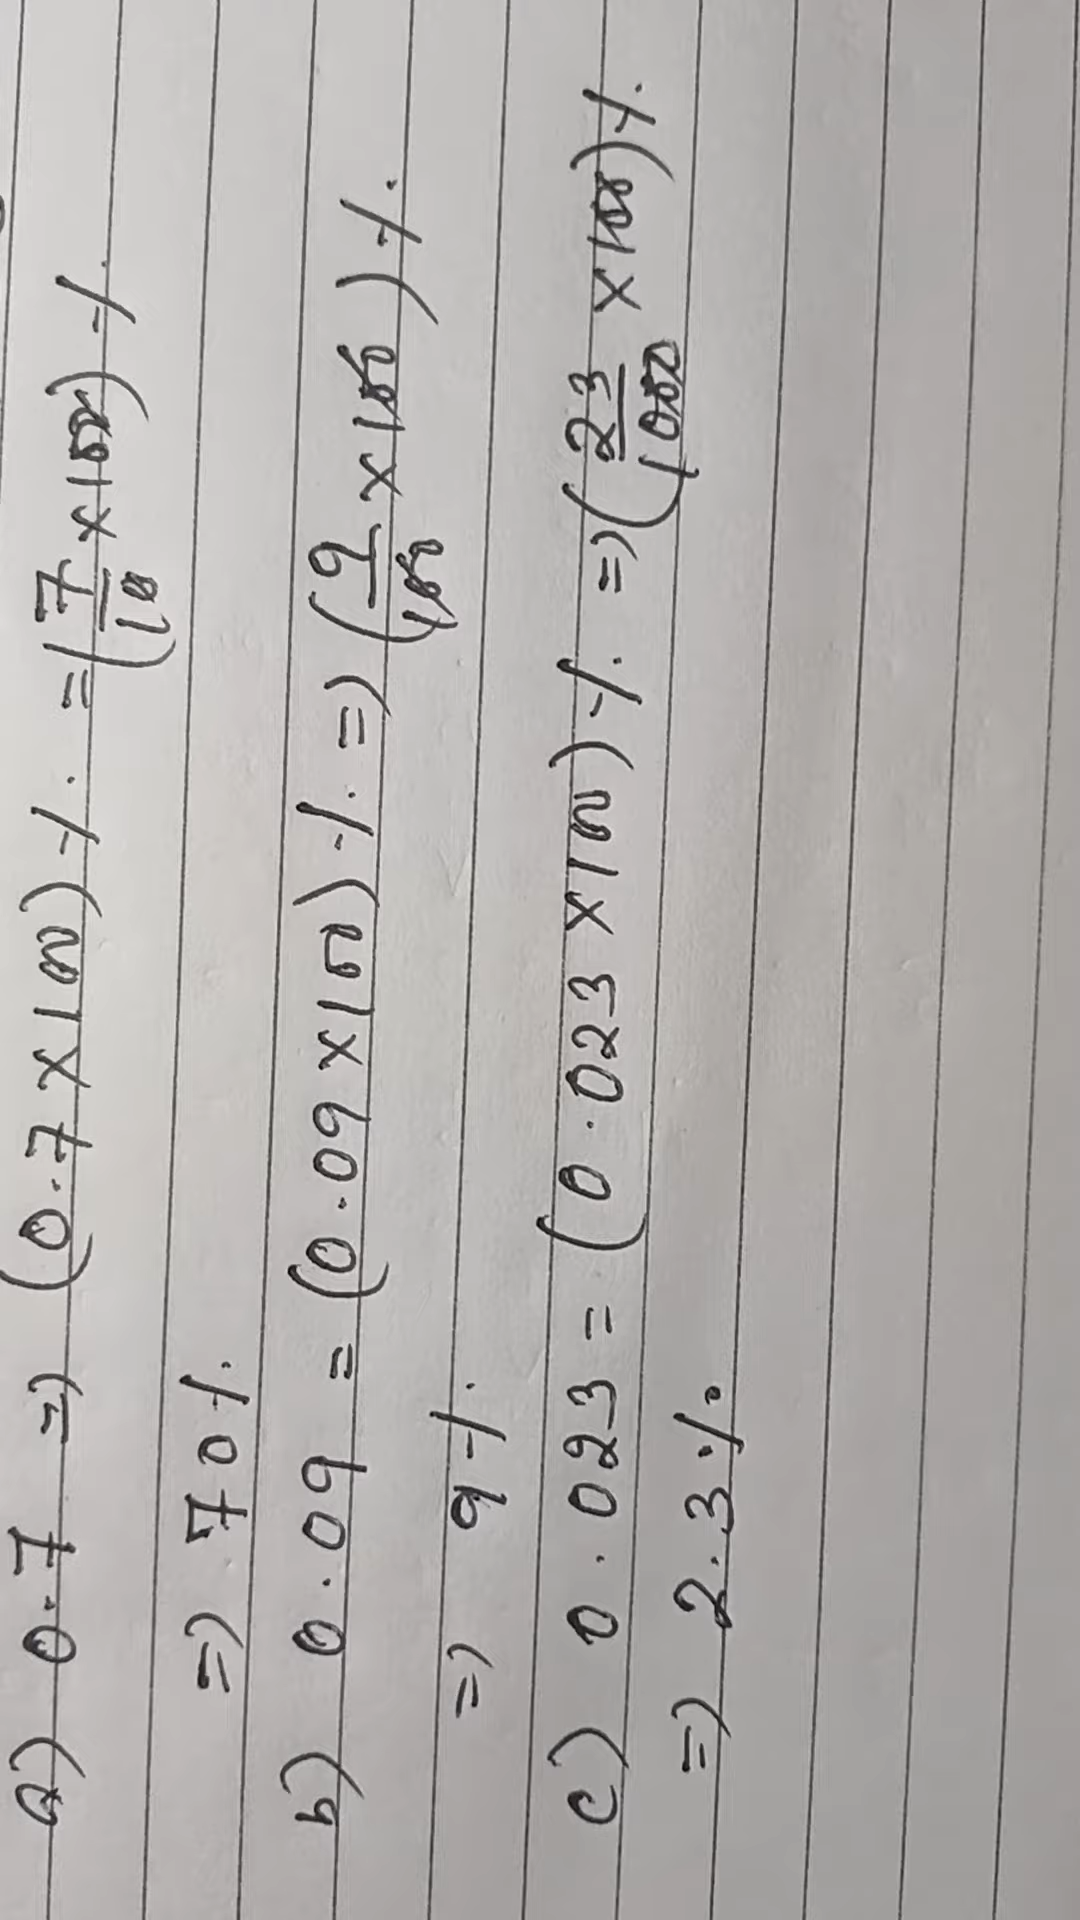 a) 0.7 => (0.7 x 100) % = (7/10 x 100) %
=> 70 %
b) 0.09 = (0.09 x 100) % => (9/100 x 100) %
=> 9 %
c) 0.023 = (0.023 x 100) % => (23/1000 x 100) %
=> 2.3 %